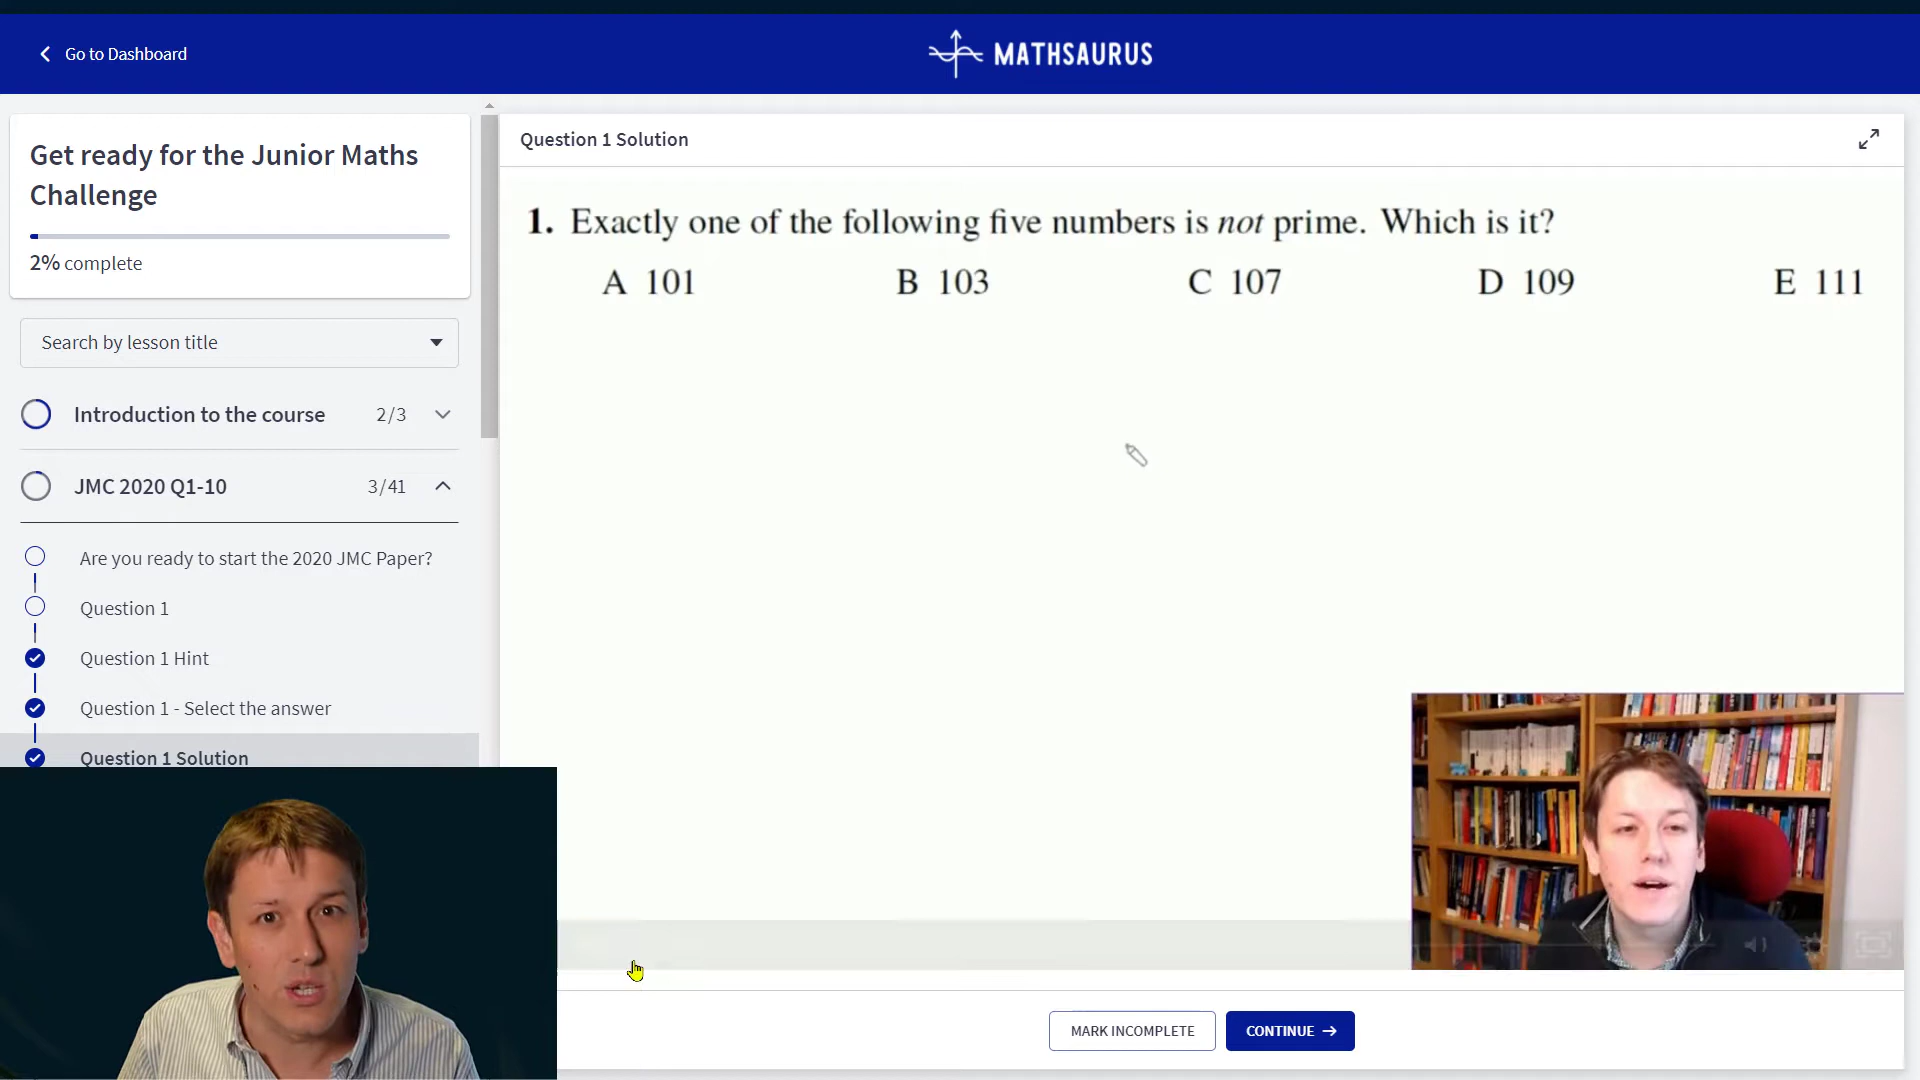 Go to Dashboard
MATHSAURUS
Get ready for the Junior Maths
Challenge
2% complete
Search by lesson title
Introduction to the course 2/3
JMC 2020 Q1-10 3/41
Are you ready to start the 2020 JMC Paper?
Question 1
Question 1 Hint
Question 1 - Select the answer
Question 1 Solution
Question 1 Solution
1. Exactly one of the following five numbers is not prime. Which is it?
A 101 B 103 C 107 D 109 E 111
MARK INCOMPLETE
CONTINUE →